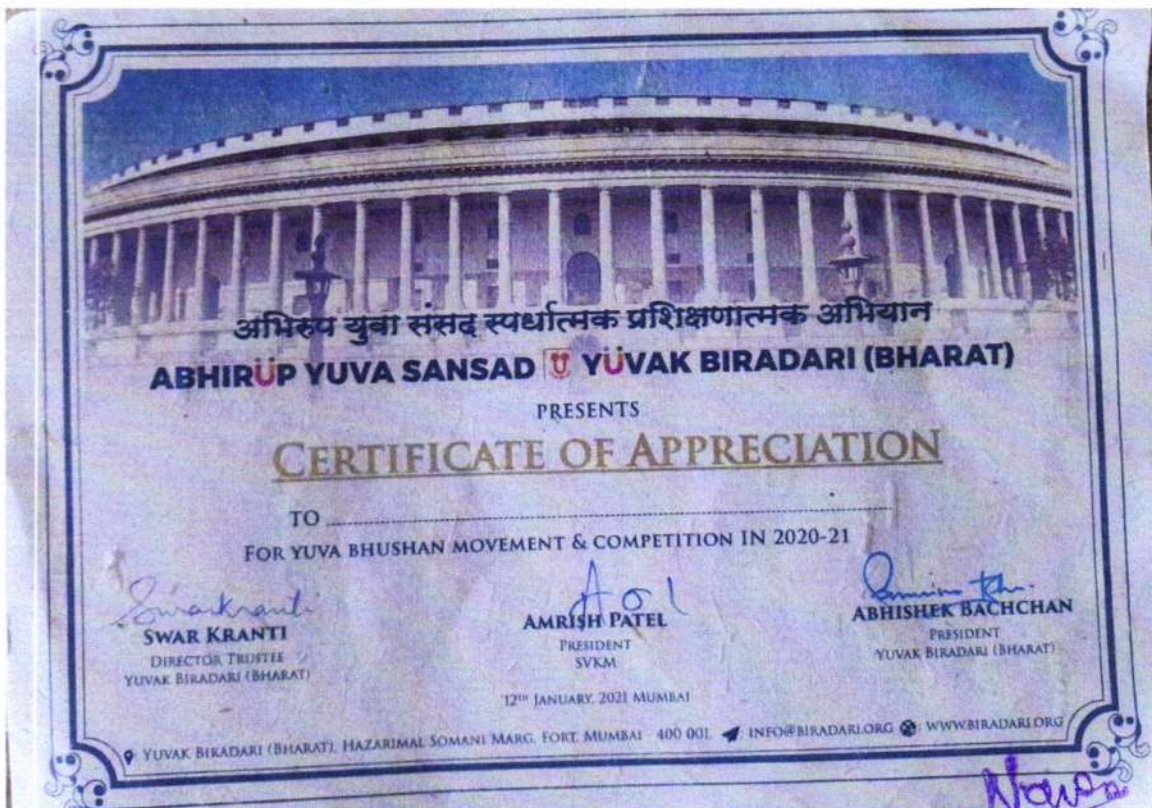 अभिरुप युवा संसद स्पर्धात्मक प्रशिक्षणात्मक अभियान
ABHIRÜP YUVA SANSAD Ü YÜVAK BIRADARI (BHARAT)
PRESENTS
CERTIFICATE OF APPRECIATION
TO
FOR YUVA BHUSHAN MOVEMENT & COMPETITION IN 2020-21
Swarkranti
SWAR KRANTI AMRISH PATEL ABHISHEK BACHCHAN
DIRECTOR TRUSTEE PRESIDENT PRESIDENT
YUVAK BIRADARI (BHARAT) SVKM YUVAK BIRADARI (BHARAT)
12TH JANUARY, 2021 MUMBAI
YUVAK BIRADARI (BHARAT), HAZARIMAL SOMANI MARG, FORT, MUMBAI - 400 001. : INFO@BIRADARI.ORG : WWW.BIRADARI.ORG